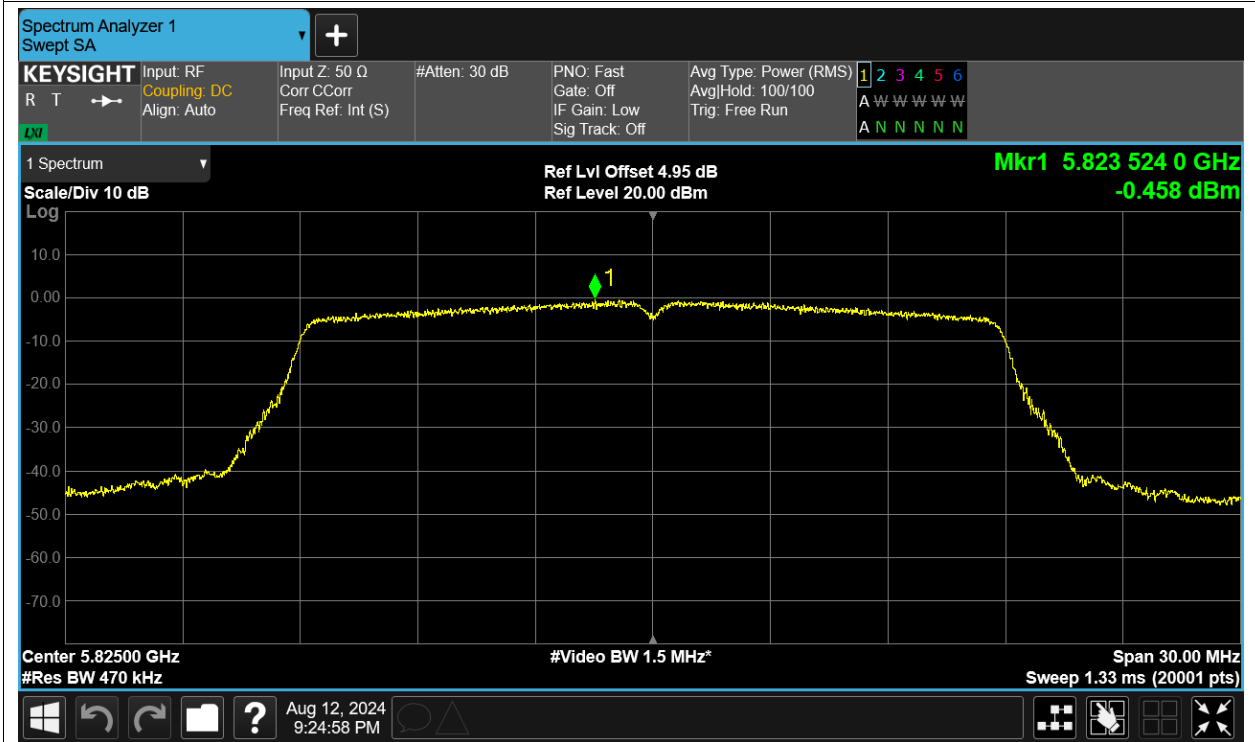 Spectrum Analyzer 1
Swept SA
+
KEYSIGHT
R T
LXI
Input: RF
Coupling: DC
Align: Auto
Input Z: 50 Ω
Corr CCorr
Freq Ref: Int (S)
#Atten: 30 dB
PNO: Fast
Gate: Off
IF Gain: Low
Sig Track: Off
Avg Type: Power (RMS)
Avg|Hold: 100/100
Trig: Free Run
1 2 3 4 5 6
A W W W W W
A N N N N N
1 Spectrum
Scale/Div 10 dB
Log
Ref Lvl Offset 4.95 dB
Ref Level 20.00 dBm
Mkr1 5.823 524 0 GHz
-0.458 dBm
1
10.0
0.00
-10.0
-20.0
-30.0
-40.0
-50.0
-60.0
-70.0
Center 5.82500 GHz
#Res BW 470 kHz
#Video BW 1.5 MHz*
Span 30.00 MHz
Sweep 1.33 ms (20001 pts)
?
Aug 12, 2024
9:24:58 PM